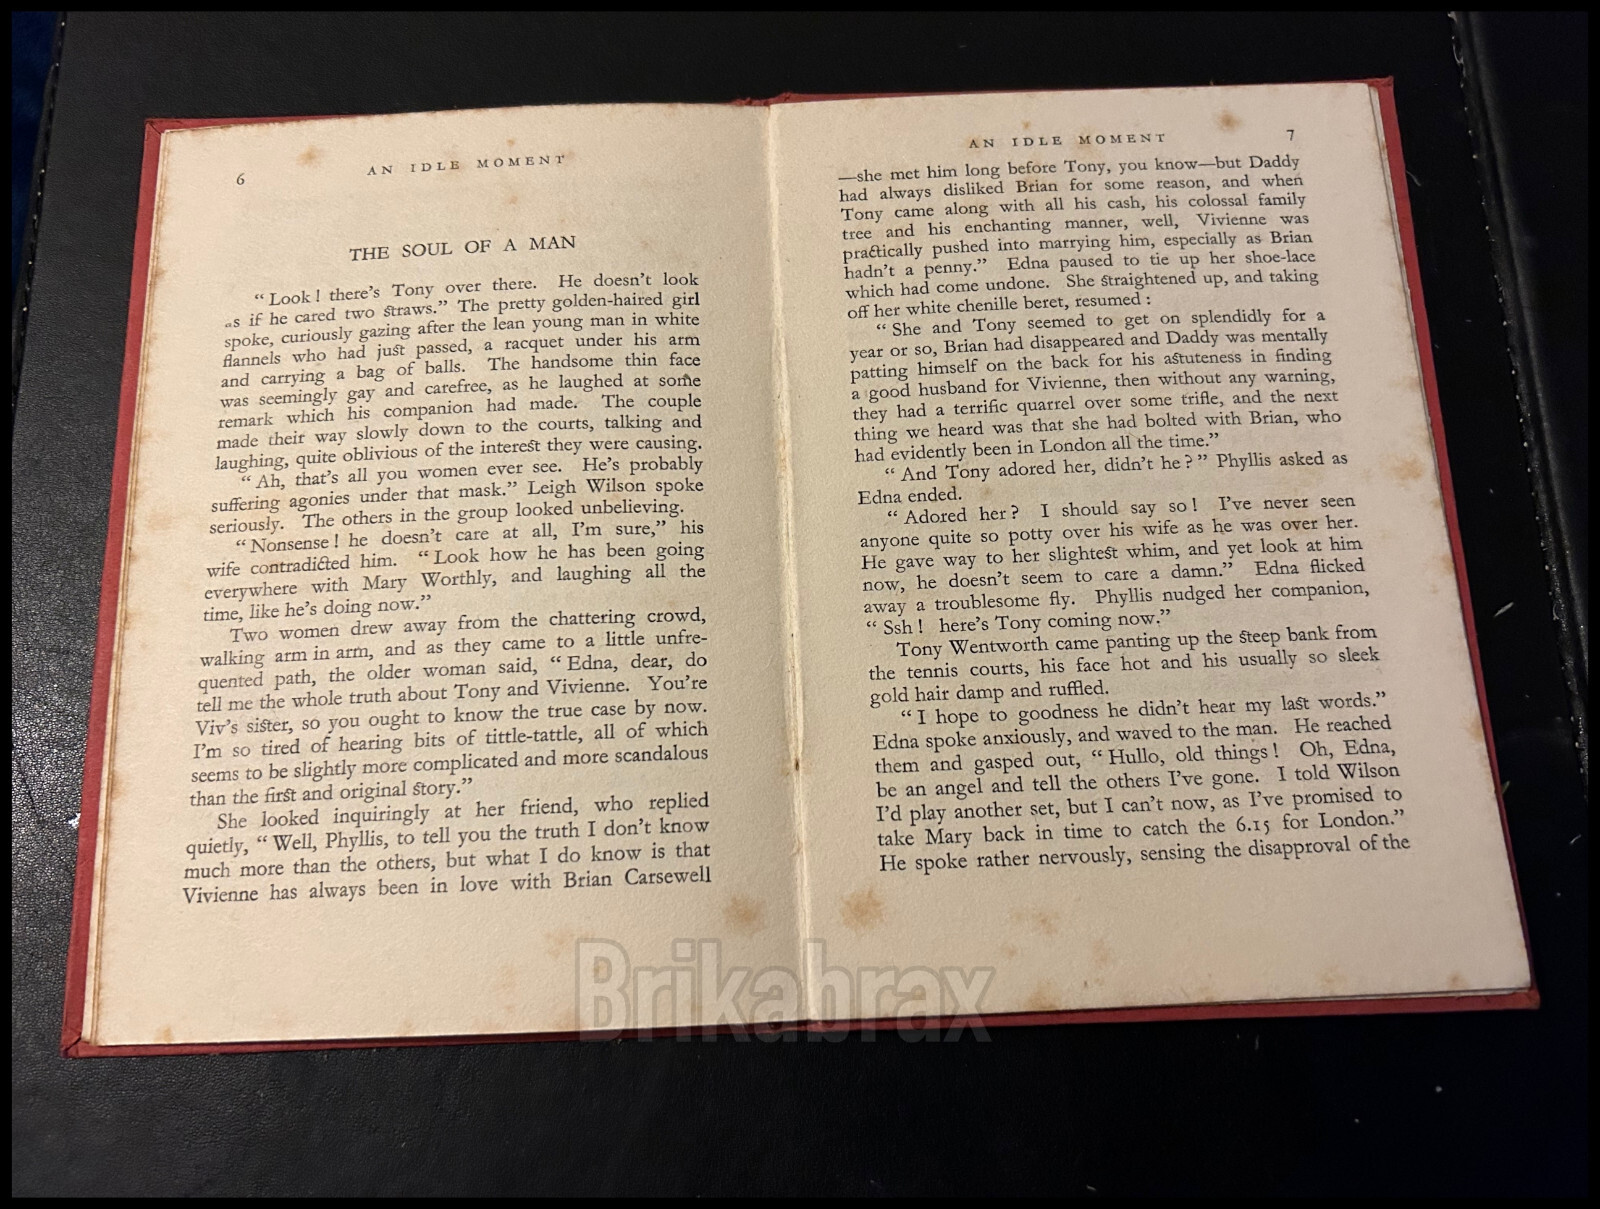 6
AN IDLE MOMENT
THE SOUL OF A MAN
“ Look ! there’s Tony over there. He doesn’t look
as if he cared two straws.” The pretty golden-haired girl
spoke, curiously gazing after the lean young man in white
flannels who had just passed, a racquet under his arm
and carrying a bag of balls. The handsome thin face
was seemingly gay and carefree, as he laughed at some
remark which his companion had made. The couple
made their way slowly down to the courts, talking and
laughing, quite oblivious of the interest they were causing.
“ Ah, that’s all you women ever see. He’s probably
suffering agonies under that mask.” Leigh Wilson spoke
seriously. The others in the group looked unbelieving.
“ Nonsense ! he doesn’t care at all, I’m sure,” his
wife contradicted him. “ Look how he has been going
everywhere with Mary Worthly, and laughing all the
time, like he’s doing now.”
Two women drew away from the chattering crowd,
walking arm in arm, and as they came to a little unfre-
quented path, the older woman said, “ Edna, dear, do
tell me the whole truth about Tony and Vivienne. You’re
Viv’s sister, so you ought to know the true case by now.
I’m so tired of hearing bits of tittle-tattle, all of which
seems to be slightly more complicated and more scandalous
than the first and original story.”
She looked inquiringly at her friend, who replied
quietly, “ Well, Phyllis, to tell you the truth I don’t know
much more than the others, but what I do know is that
Vivienne has always been in love with Brian Carsewell
AN IDLE MOMENT
7
—she met him long before Tony, you know—but Daddy
had always disliked Brian for some reason, and when
Tony came along with all his cash, his colossal family
tree and his enchanting manner, well, Vivienne was
practically pushed into marrying him, especially as Brian
hadn’t a penny.” Edna paused to tie up her shoe-lace
which had come undone. She straightened up, and taking
off her white chenille beret, resumed :
“ She and Tony seemed to get on splendidly for a
year or so, Brian had disappeared and Daddy was mentally
patting himself on the back for his astuteness in finding
a good husband for Vivienne, then without any warning,
they had a terrific quarrel over some trifle, and the next
thing we heard was that she had bolted with Brian, who
had evidently been in London all the time.”
“ And Tony adored her, didn’t he ? ” Phyllis asked as
Edna ended.
“ Adored her ? I should say so ! I’ve never seen
anyone quite so potty over his wife as he was over her.
He gave way to her slightest whim, and yet look at him
now, he doesn’t seem to care a damn.” Edna flicked
away a troublesome fly. Phyllis nudged her companion,
“ Ssh ! here’s Tony coming now.”
Tony Wentworth came panting up the steep bank from
the tennis courts, his face hot and his usually so sleek
gold hair damp and ruffled.
“ I hope to goodness he didn’t hear my last words.”
Edna spoke anxiously, and waved to the man. He reached
them and gasped out, “ Hullo, old things ! Oh, Edna,
be an angel and tell the others I’ve gone. I told Wilson
I’d play another set, but I can’t now, as I’ve promised to
take Mary back in time to catch the 6.15 for London.”
He spoke rather nervously, sensing the disapproval of the
Brikabrax